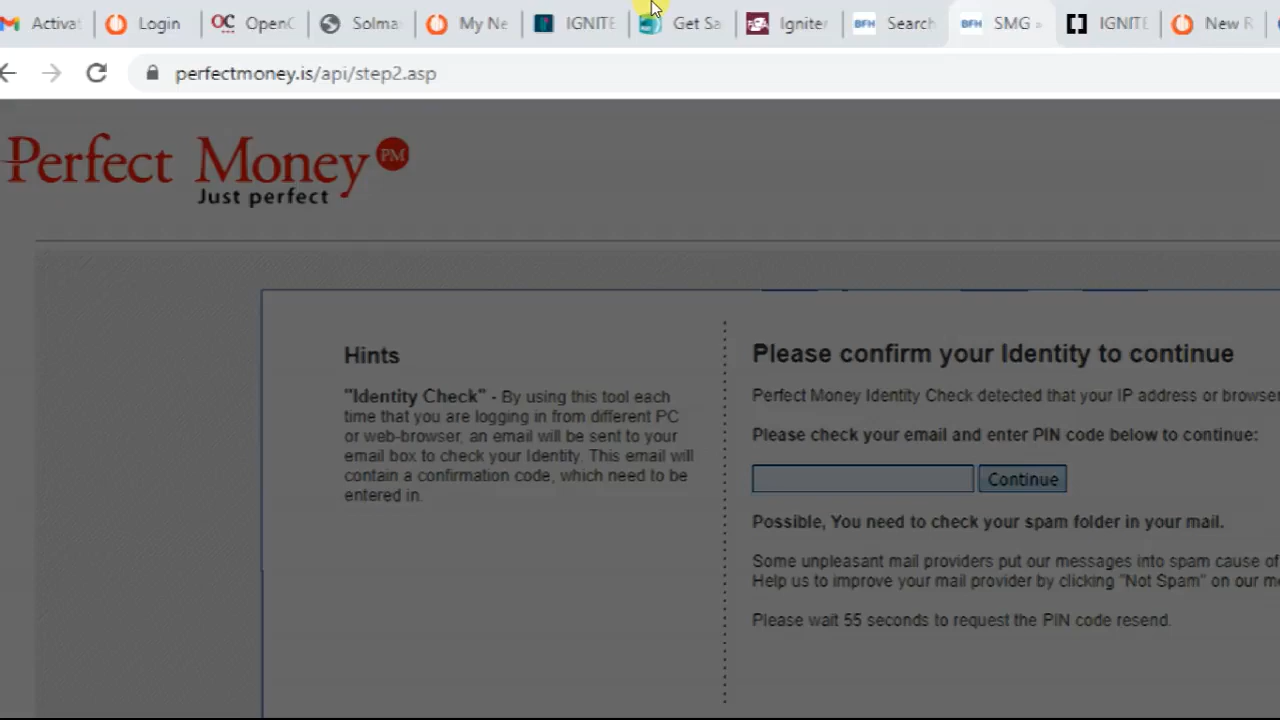 Activa Login OpenC Solma My Ne IGNITE Get Sa Igniter Search SMG » IGNITE New R
perfectmoney.is/api/step2.asp
Perfect Money PM
Just perfect
Hints
"Identity Check" - By using this tool each
time that you are logging in from different PC
or web-browser, an email will be sent to your
email box to check your Identity. This email will
contain a confirmation code, which need to be
entered in.
Please confirm your Identity to continue
Perfect Money Identity Check detected that your IP address or browser
Please check your email and enter PIN code below to continue:
Continue
Possible, You need to check your spam folder in your mail.
Some unpleasant mail providers put our messages into spam cause of
Help us to improve your mail provider by clicking "Not Spam" on our
Please wait 55 seconds to request the PIN code resend.